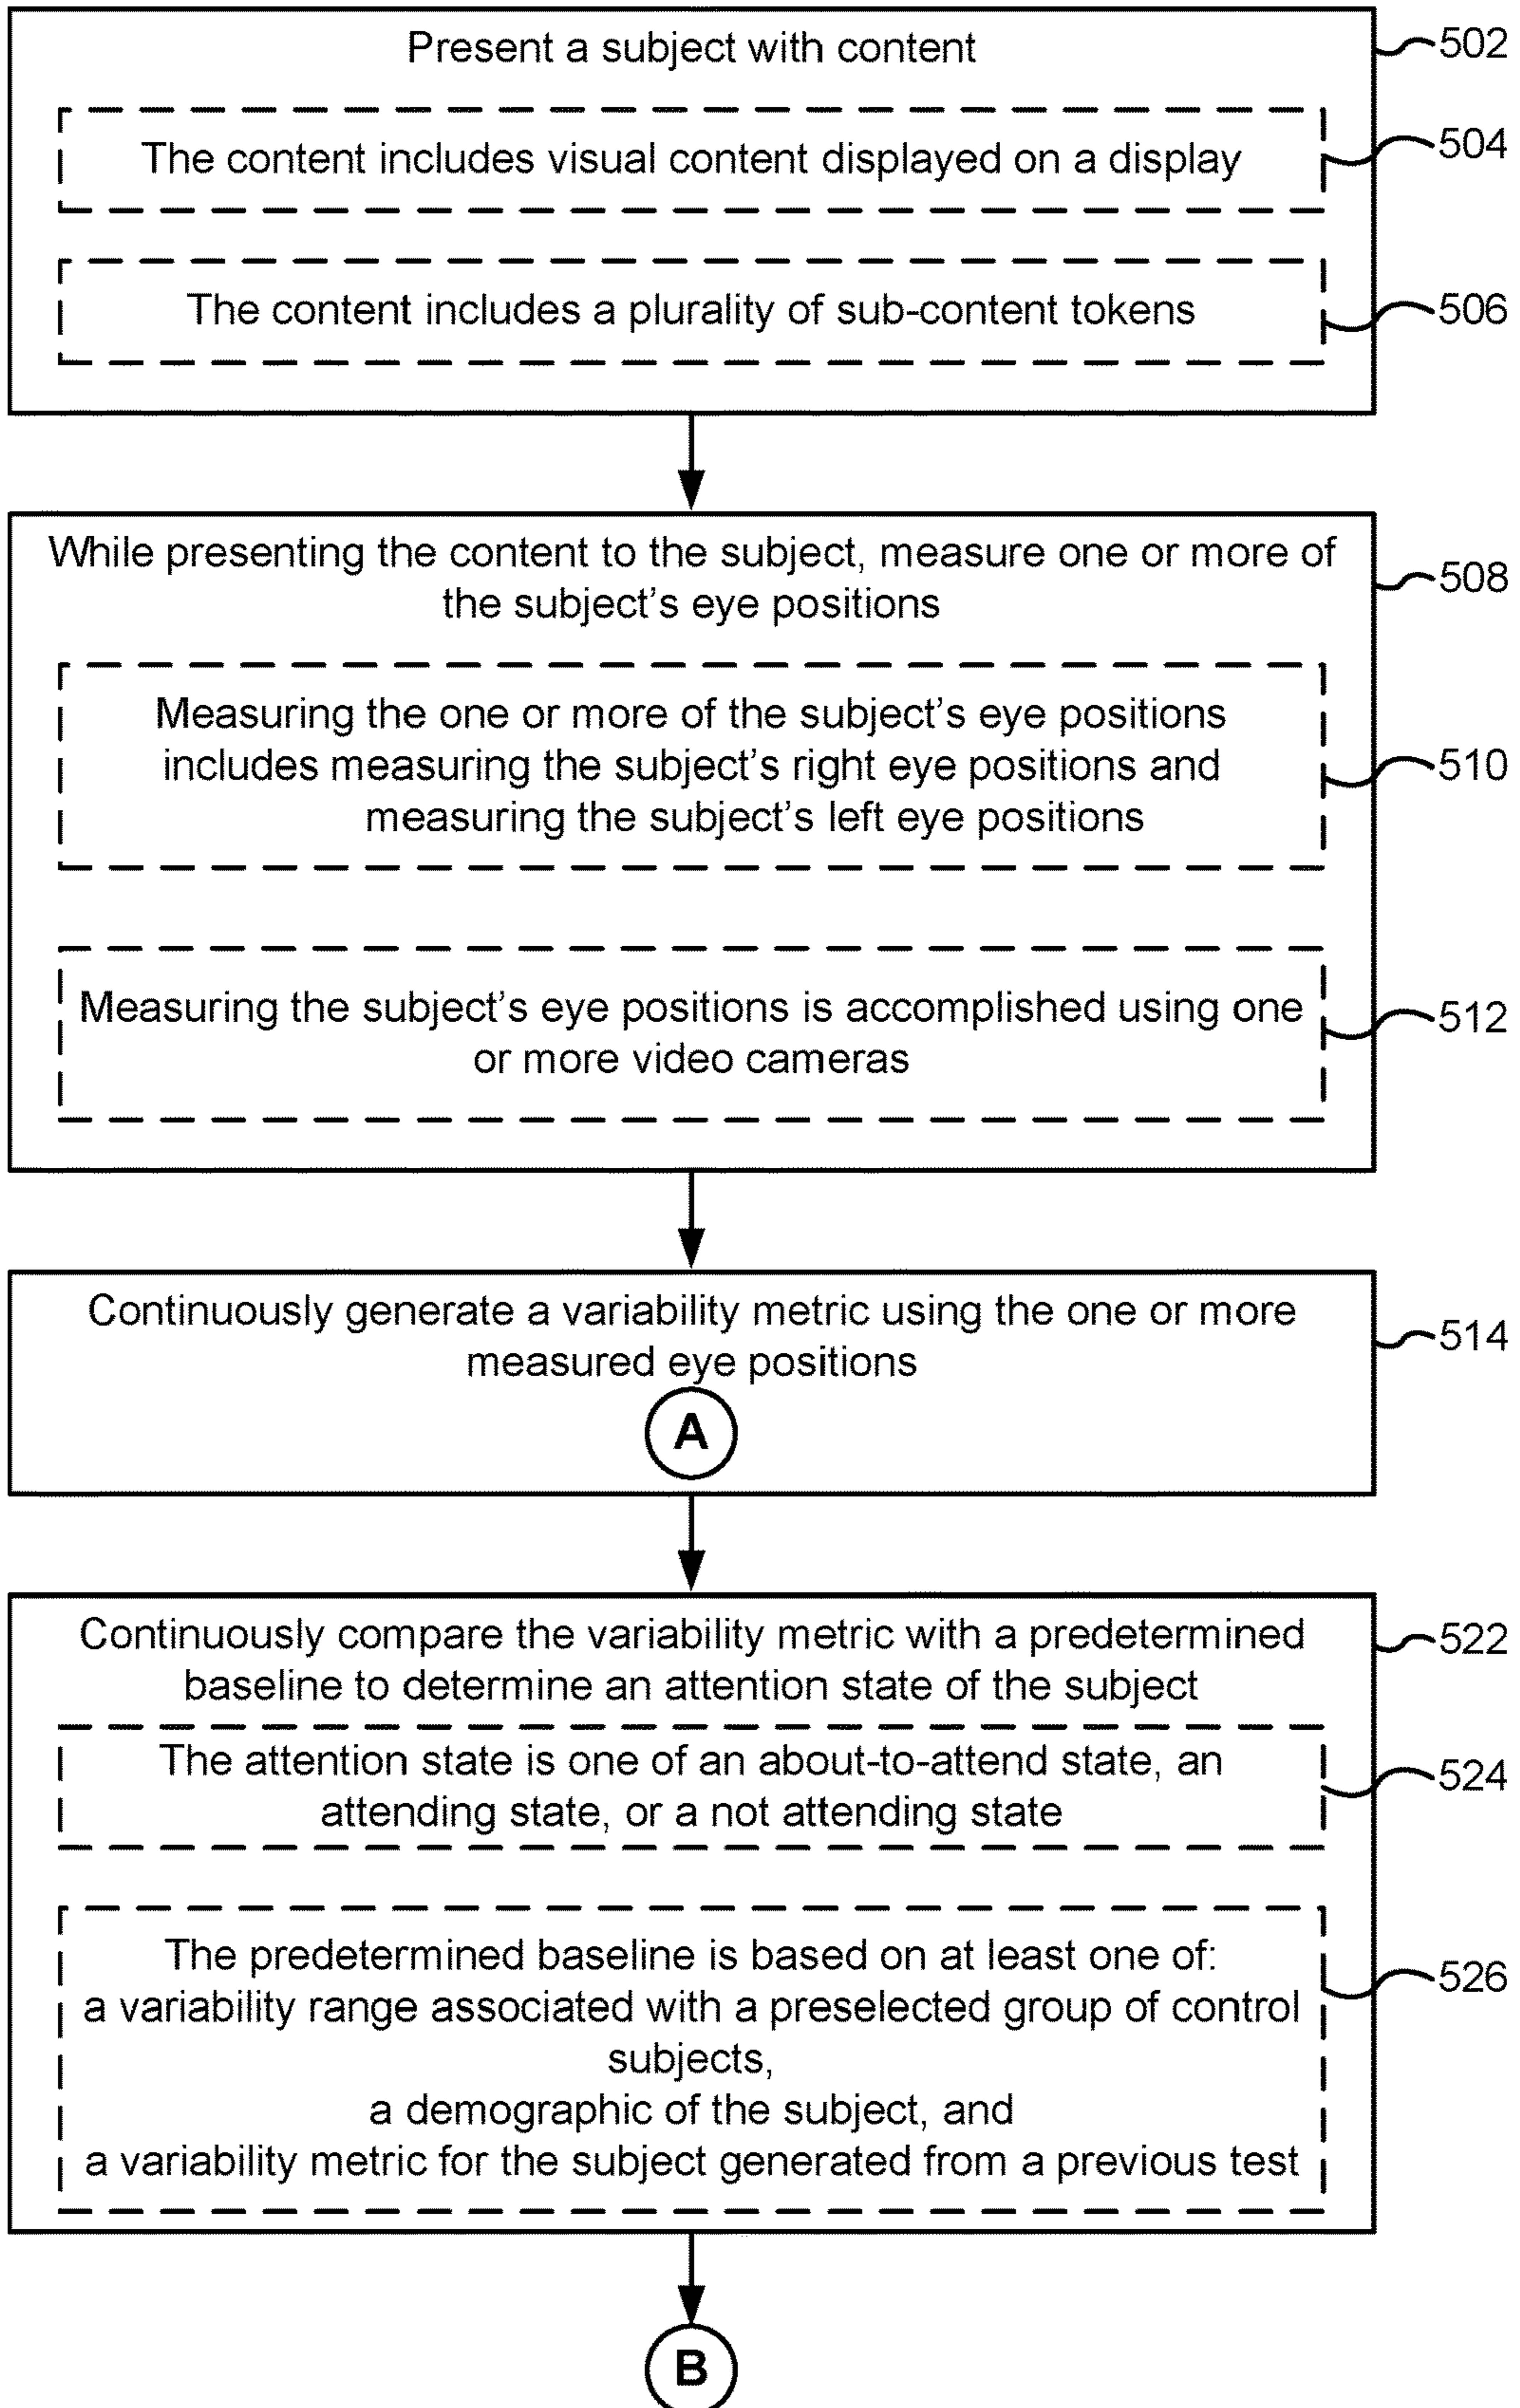 Present a subject with content
502
The content includes visual content displayed on a display
504
The content includes a plurality of sub-content tokens
506
While presenting the content to the subject, measure one or more of
the subject's eye positions
508
Measuring the one or more of the subject's eye positions
includes measuring the subject's right eye positions and
measuring the subject's left eye positions
510
Measuring the subject's eye positions is accomplished using one
or more video cameras
512
Continuously generate a variability metric using the one or more
measured eye positions
514
A
Continuously compare the variability metric with a predetermined
baseline to determine an attention state of the subject
522
The attention state is one of an about-to-attend state, an
attending state, or a not attending state
524
The predetermined baseline is based on at least one of:
a variability range associated with a preselected group of control
subjects,
a demographic of the subject, and
a variability metric for the subject generated from a previous test
526
B